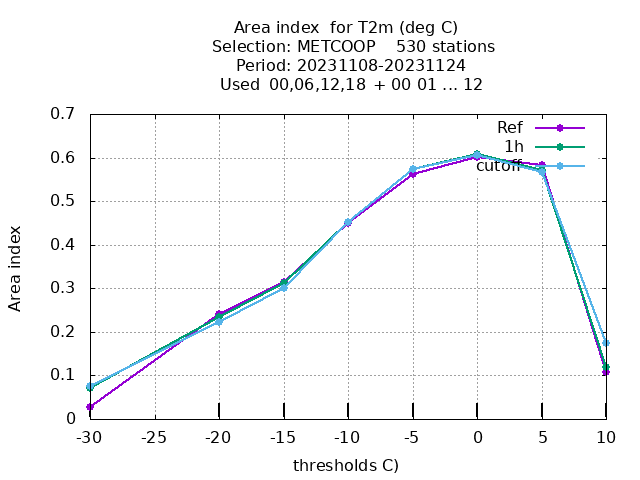 Area index  for T2m (deg C)
Selection: METCOOP    530 stations
Period: 20231108-20231124
Used  00,06,12,18  + 00 01 ... 12
Ref
1h
cutoff
0.7
0.6
0.5
0.4
0.3
0.2
0.1
0
Area index
-30 -25 -20 -15 -10 -5 0 5 10
thresholds C)